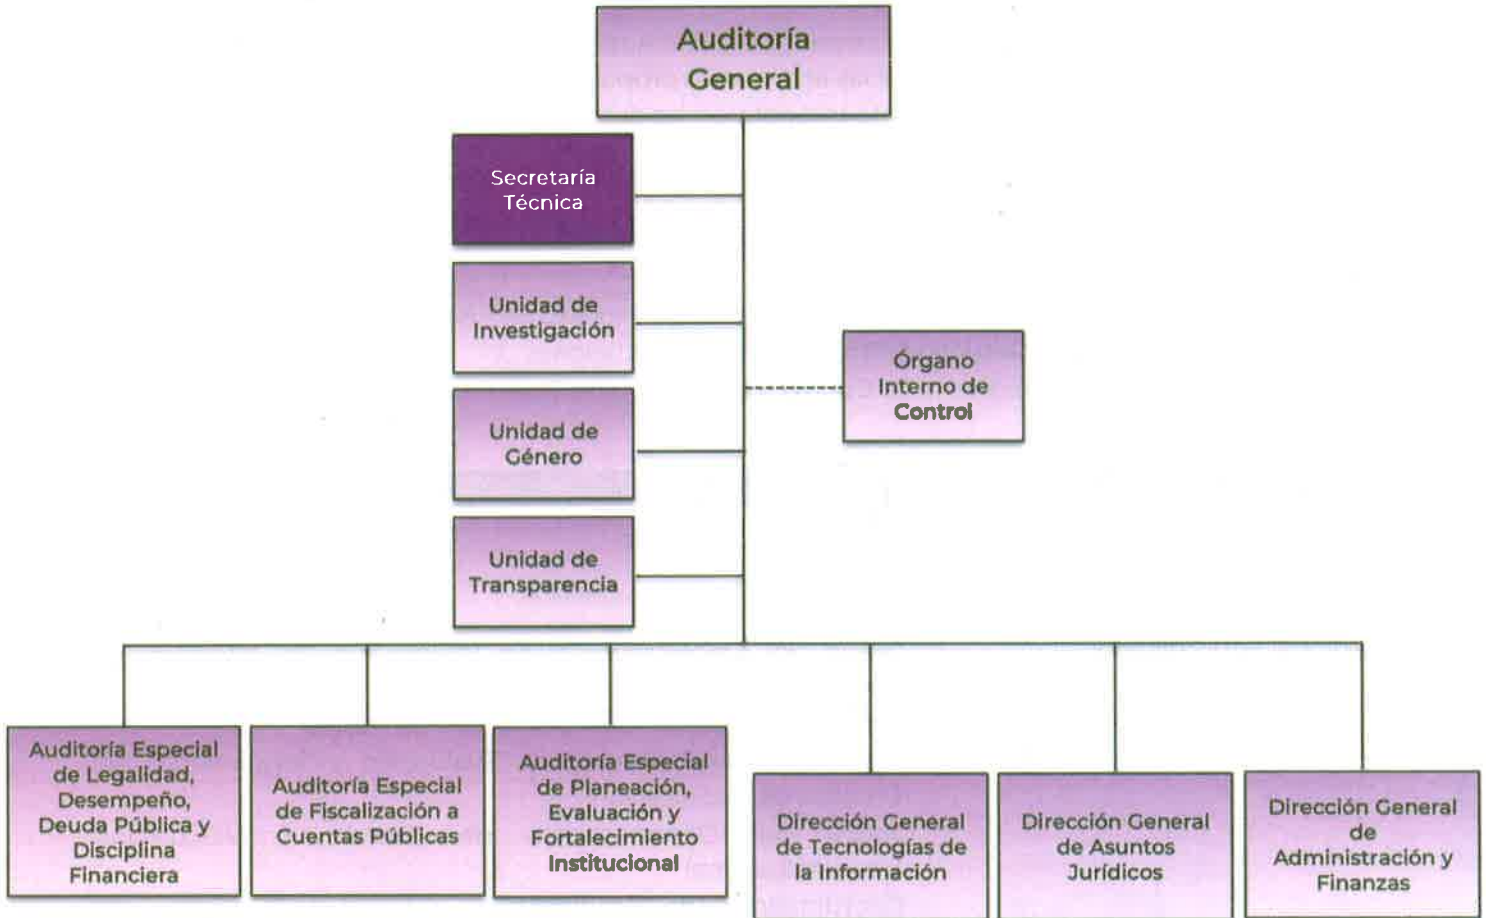 Auditoría
General
Secretaría
Técnica
Unidad de
Investigación
Órgano
Interno de
Control
Unidad de
Género
Unidad de
Transparencia
Auditoría Especial
de Legalidad,
Desempeño,
Deuda Pública y
Disciplina
Financiera
Auditoría Especial
de Fiscalización a
Cuentas Públicas
Auditoría Especial
de Planeación,
Evaluación y
Fortalecimiento
Institucional
Dirección General
de Tecnologías de
la Información
Dirección General
de Asuntos
Jurídicos
Dirección General
de
Administración y
Finanzas